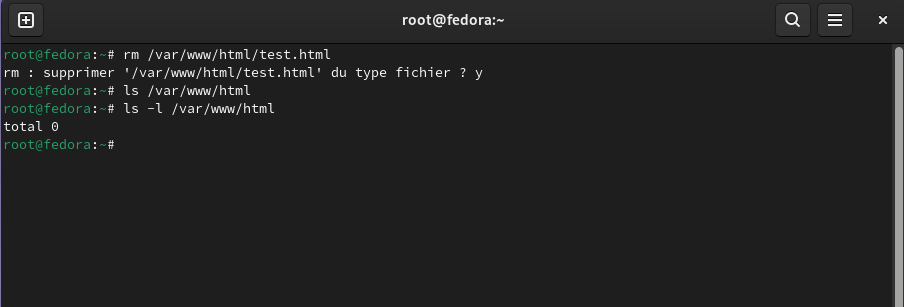 root@fedora:~
root@fedora:~# rm /var/www/html/test.html
rm : supprimer '/var/www/html/test.html' du type fichier ? y
root@fedora:~# ls /var/www/html
root@fedora:~# ls -l /var/www/html
total 0
root@fedora:~#